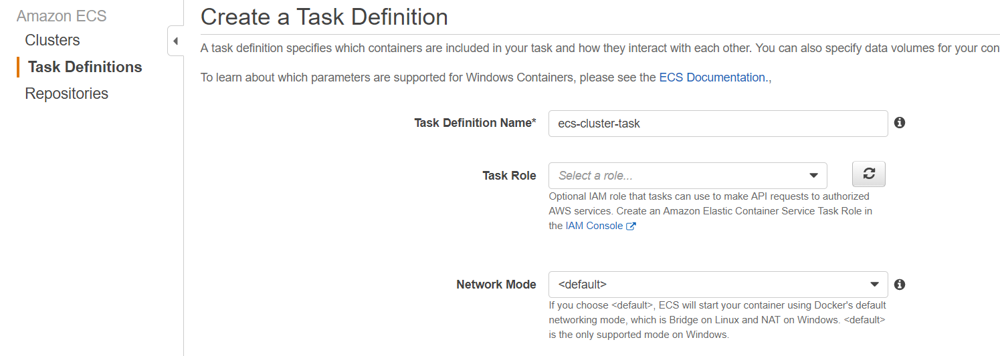 Amazon ECS
Clusters
Task Definitions
Repositories
Create a Task Definition
A task definition specifies which containers are included in your task and how they interact with each other. You can also specify data volumes for your con
To learn about which parameters are supported for Windows Containers, please see the ECS Documentation.,
Task Definition Name*
ecs-cluster-task
Task Role
Select a role...
Optional IAM role that tasks can use to make API requests to authorized
AWS services. Create an Amazon Elastic Container Service Task Role in
the IAM Console
Network Mode
<default>
If you choose <default>, ECS will start your container using Docker's default
networking mode, which is Bridge on Linux and NAT on Windows. <default>
is the only supported mode on Windows.